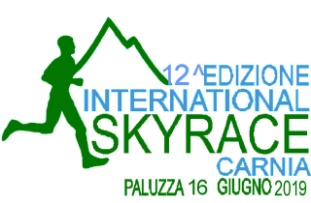 12^EDIZIONE
INTERNATIONAL
SKYRACE
CARNIA
PALUZZA 16 GIUGNO 2019